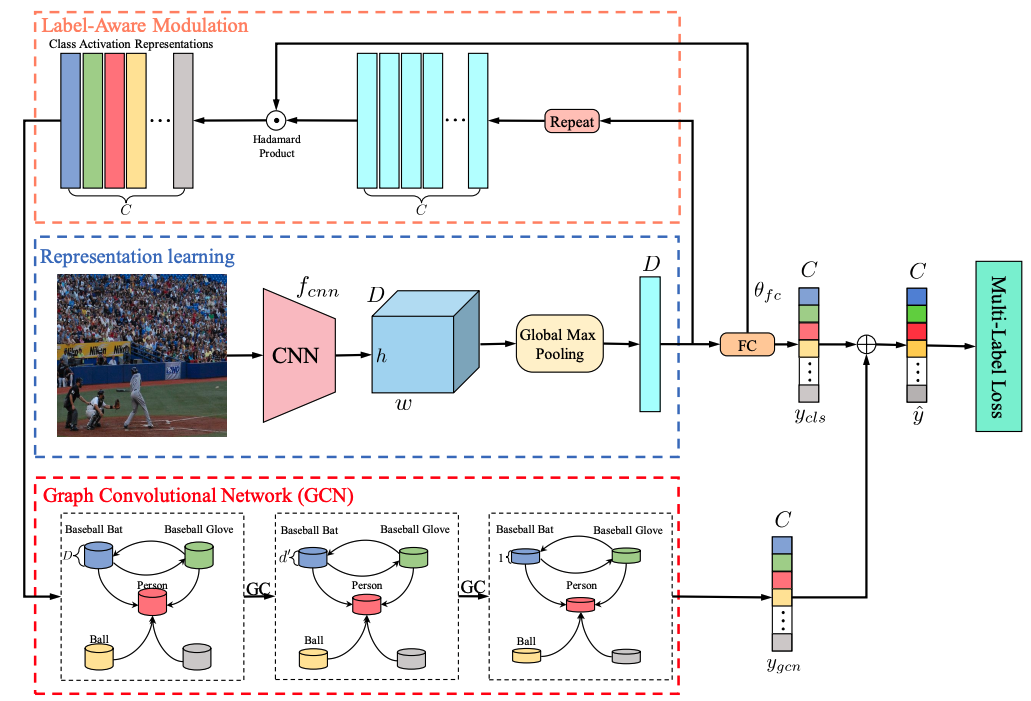 Label-Aware Modulation
Class Activation Representations
...
C
Hadamard
Product
...
C
Repeat
Representation learning
Nikon Nikon
f_cnn
CNN
D
h
w
Global Max
Pooling
D
θ_fc
FC
C
⋮
y_cls
C
⋮
ŷ
Multi-Label Loss
Graph Convolutional Network (GCN)
Baseball Bat
Baseball Glove
D
Person
Ball
GC
Baseball Bat
Baseball Glove
d'
Person
Ball
GC
Baseball Bat
Baseball Glove
1
Person
Ball
C
⋮
y_gcn